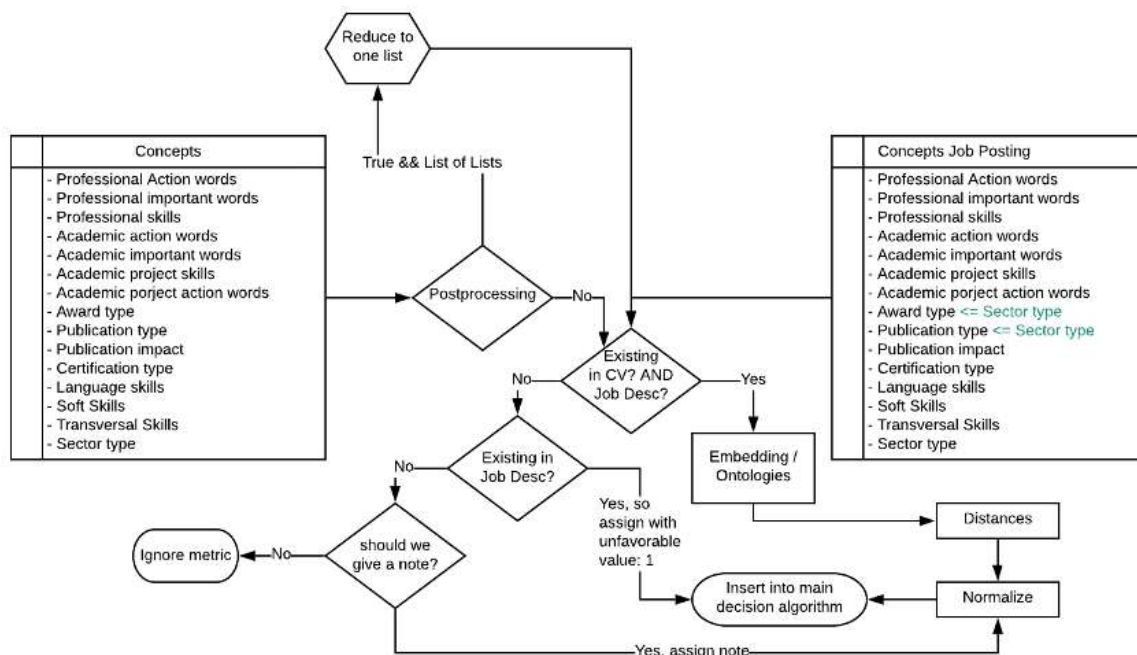 Reduce to
one list
True && List of Lists
Concepts
- Professional Action words
- Professional important words
- Professional skills
- Academic action words
- Academic important words
- Academic project skills
- Academic porject action words
- Award type
- Publication type
- Publication impact
- Certification type
- Language skills
- Soft Skills
- Transversal Skills
- Sector type
Postprocessing
No
Concepts Job Posting
- Professional Action words
- Professional important words
- Professional skills
- Academic action words
- Academic important words
- Academic project skills
- Academic porject action words
- Award type <= Sector type
- Publication type <= Sector type
- Publication impact
- Certification type
- Language skills
- Soft Skills
- Transversal Skills
- Sector type
Existing
in CV? AND
Job Desc?
No
Yes
Existing in
Job Desc?
No
Yes, so
assign with
unfavorable
value: 1
Embedding /
Ontologies
Distances
should we
give a note?
No
Ignore metric
Insert into main
decision algorithm
Normalize
Yes, assign note